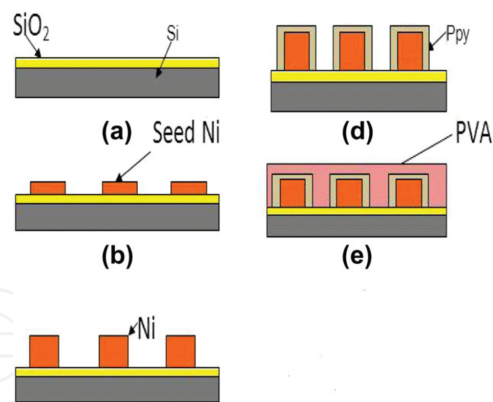 SiO2
Si
(a)
Seed Ni
(b)
Ni
Ppy
(d)
PVA
(e)